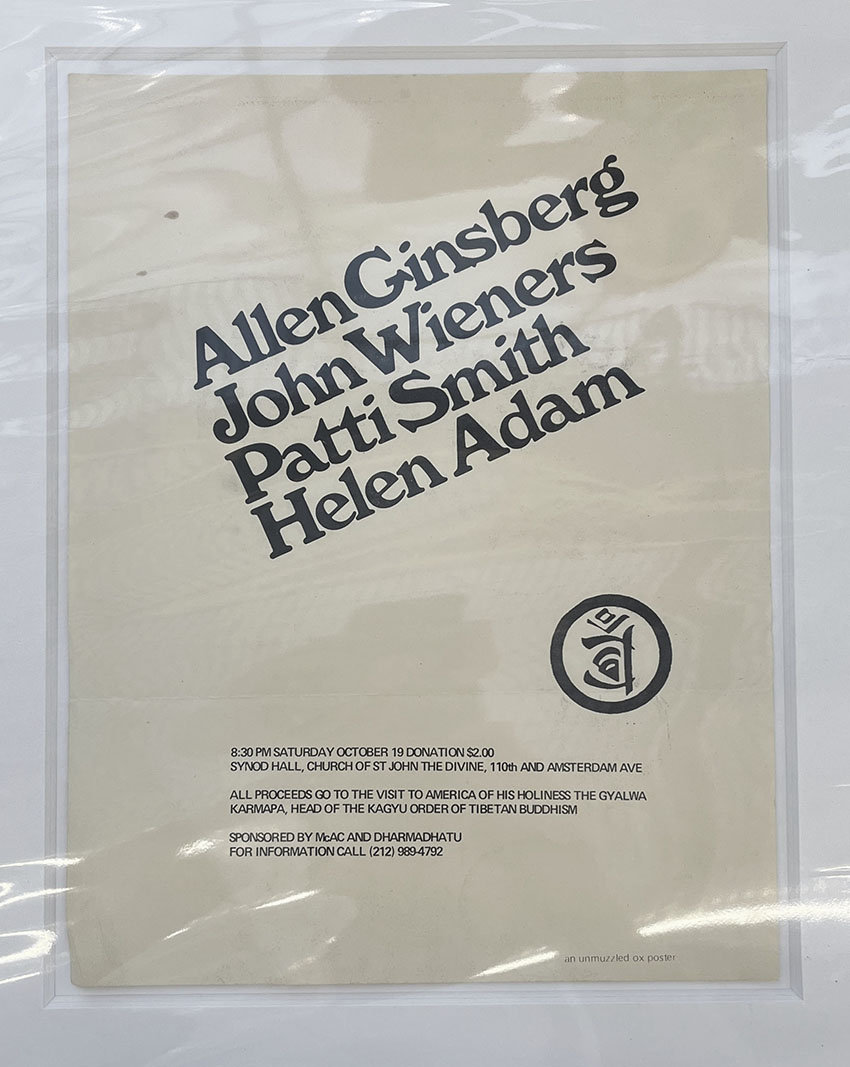 Allen Ginsberg
John Wieners
Patti Smith
Helen Adam
8:30 PM SATURDAY OCTOBER 19 DONATION $2.00
SYNOD HALL, CHURCH OF ST JOHN THE DIVINE, 110th AND AMSTERDAM AVE
ALL PROCEEDS GO TO THE VISIT TO AMERICA OF HIS HOLINESS THE GYALWA
KARMAPA, HEAD OF THE KAGYU ORDER OF TIBETAN BUDDHISM
SPONSORED BY McAC AND DHARMADHATU
FOR INFORMATION CALL (212) 989-4792
an unmuzzled ox poster